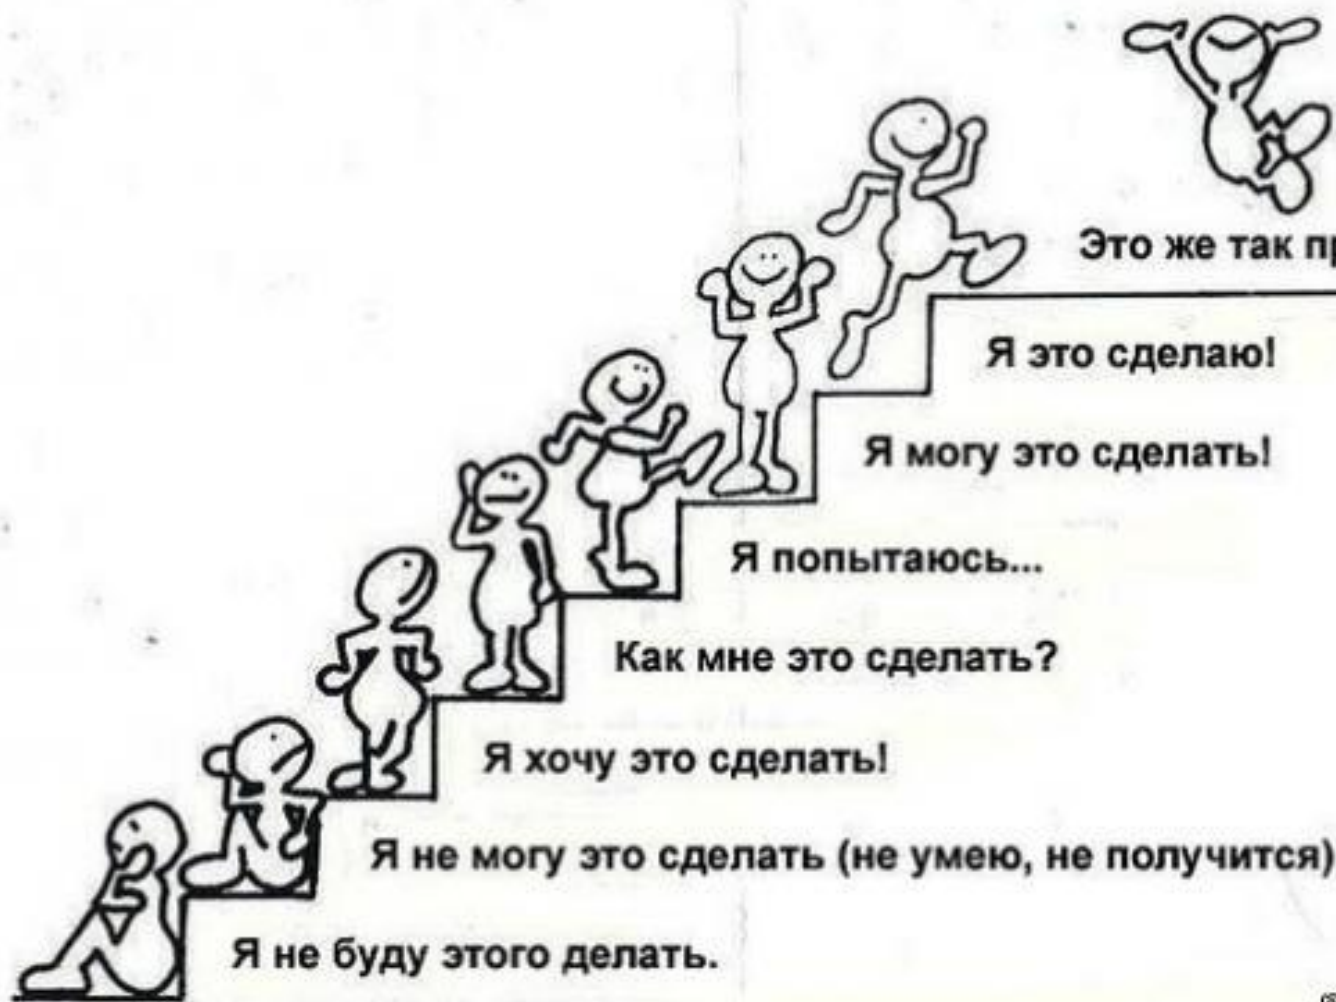 Это же так
Я это сделаю!
Я могу это сделать!
Я попытаюсь...
Как мне это сделать?
Я хочу это сделать!
Я не могу это сделать (не умею, не получится)
Я не буду этого делать.